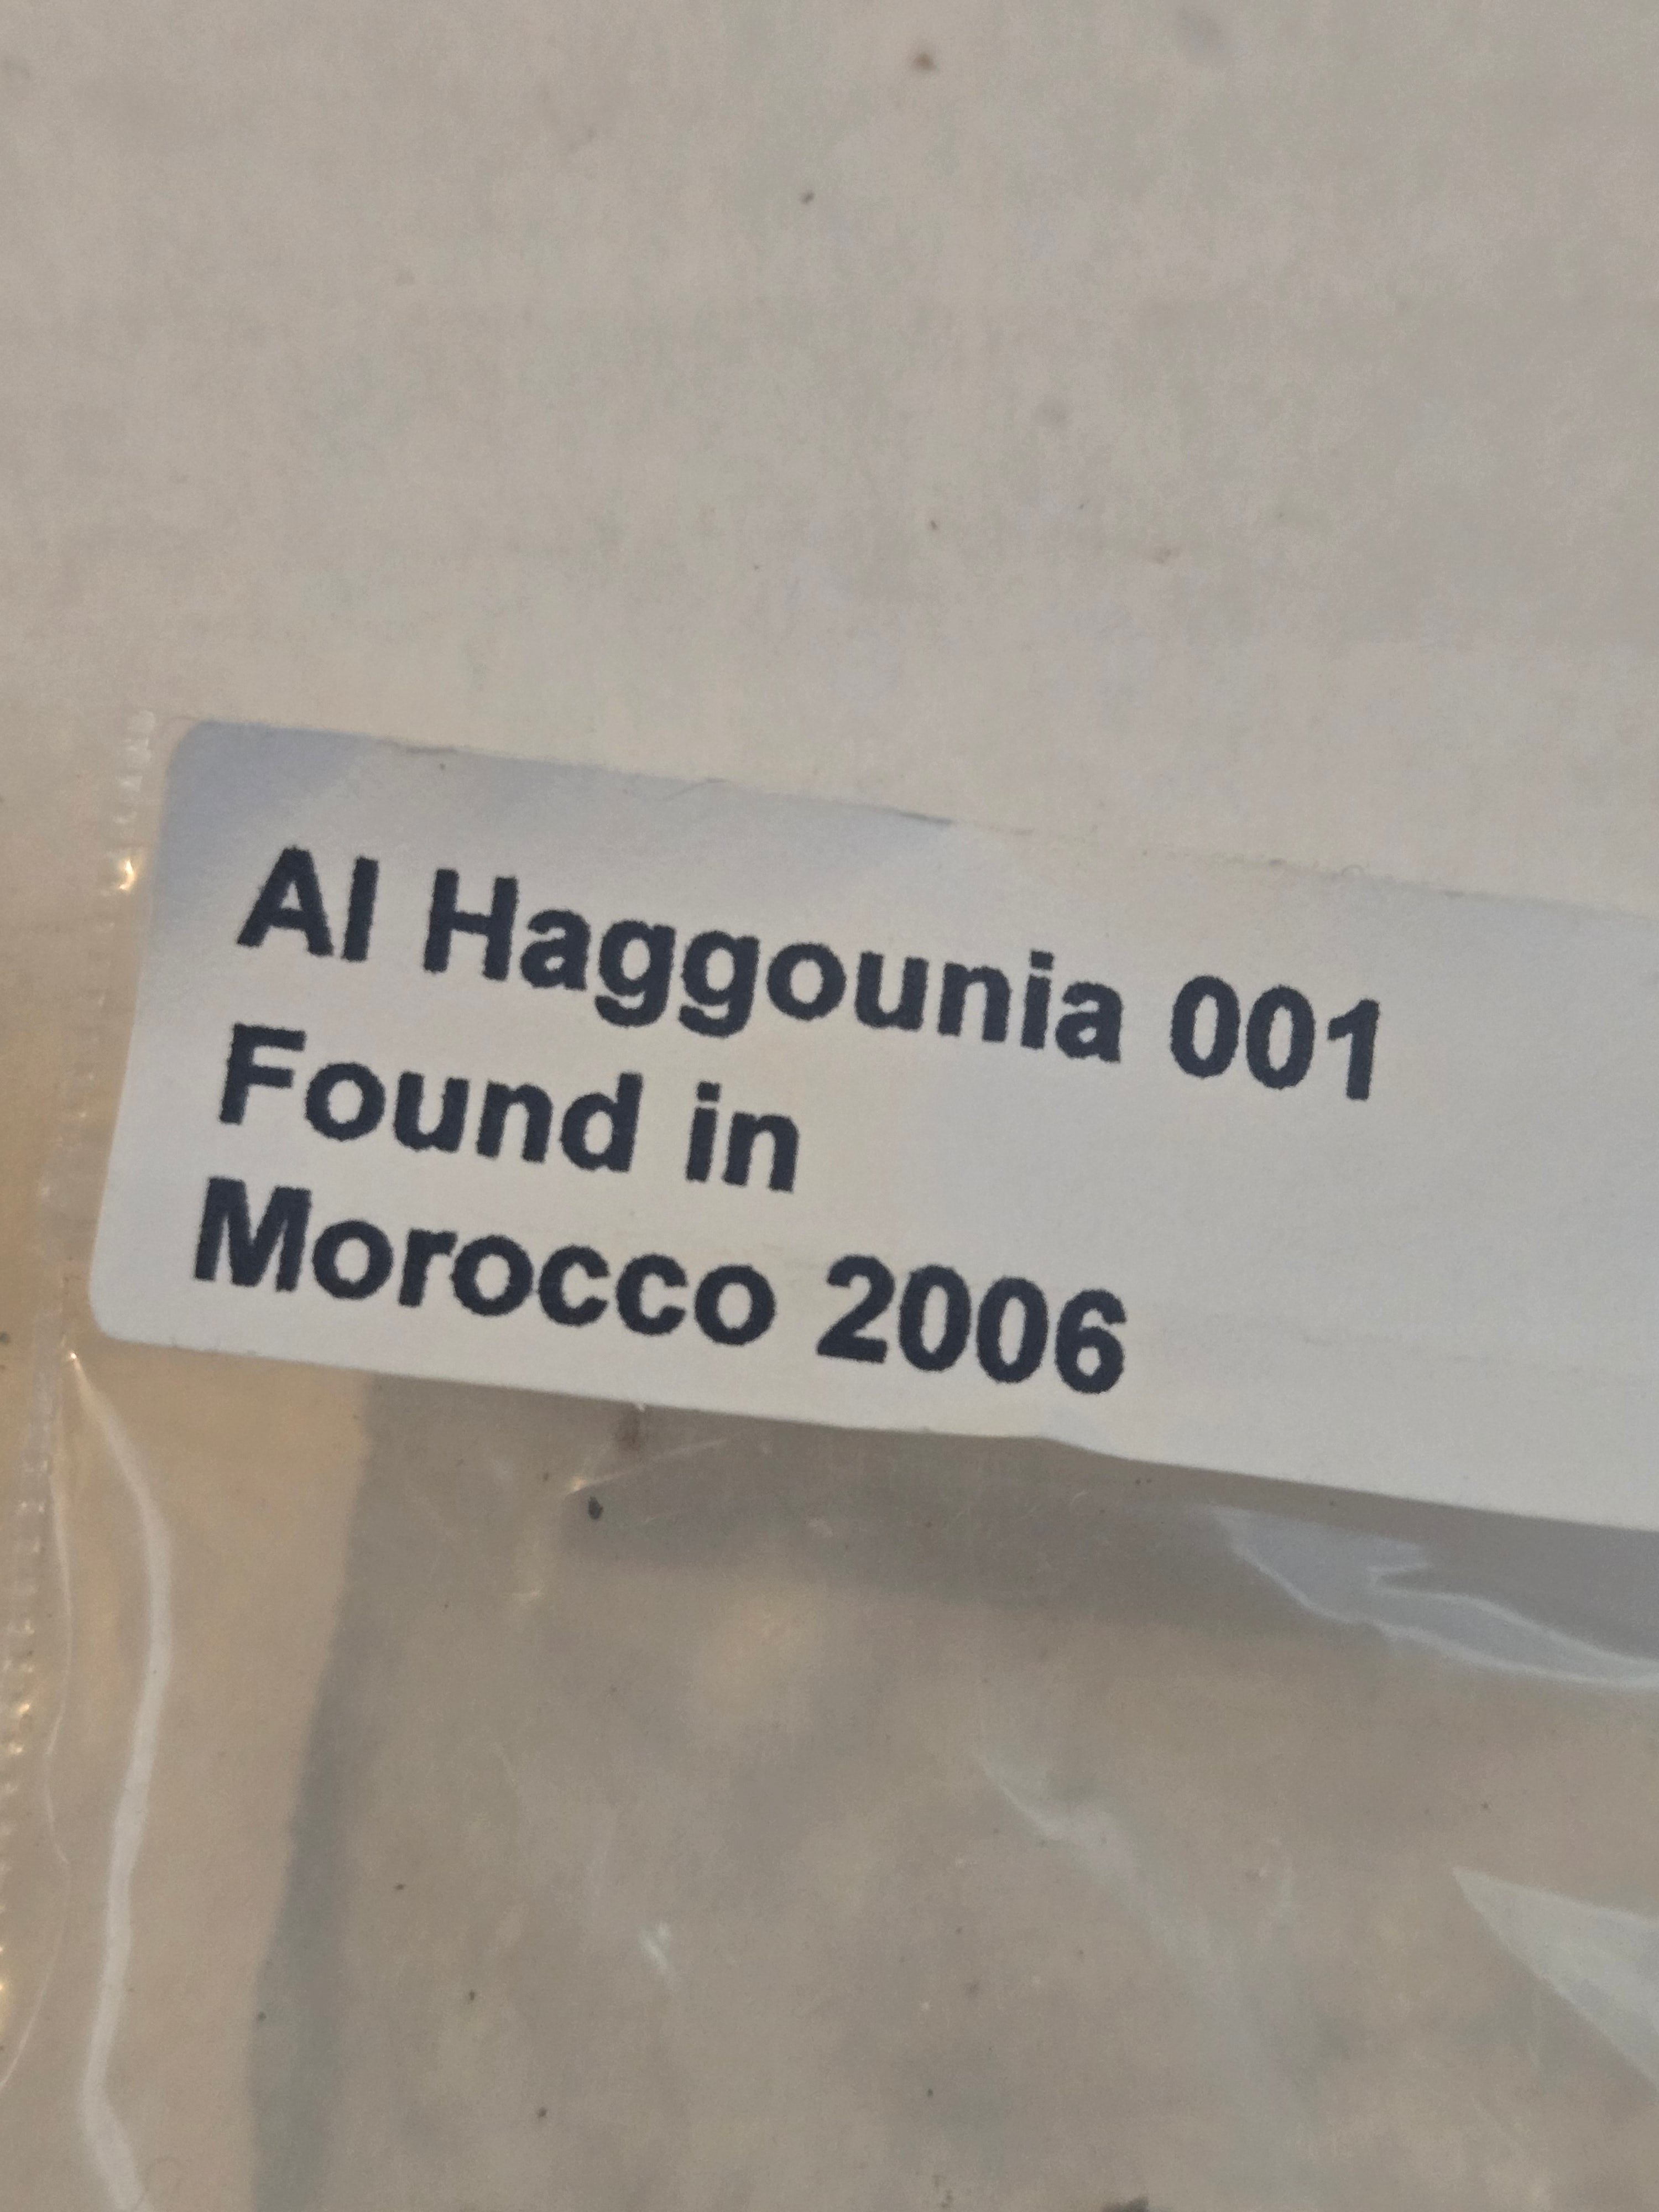 Al Haggounia 001
Found in
Morocco 2006